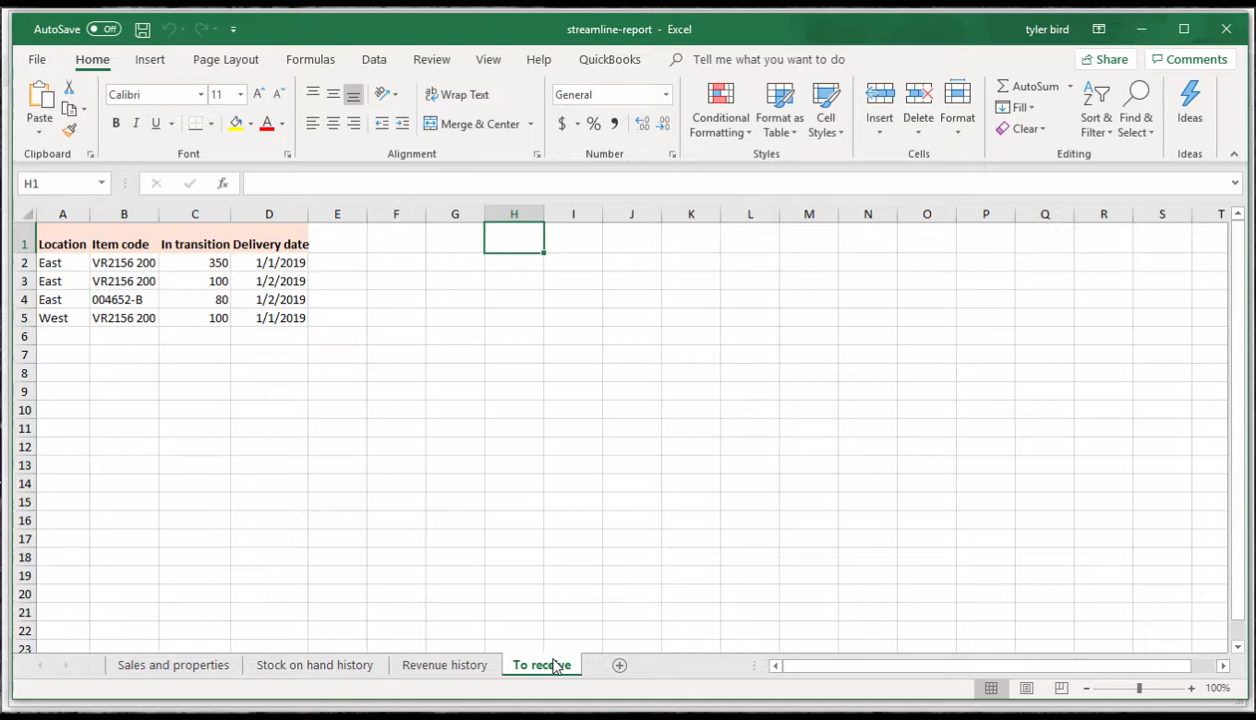 AutoSave Off streamline-report - Excel tyler bird
File Home Insert Page Layout Formulas Data Review View Help QuickBooks Tell me what you want to do Share Comments
Paste
Clipboard
Calibri 11
B I U A
Font
Wrap Text
Merge & Center
Alignment
General
$ % ,
Number
Conditional Formatting
Format as Table
Cell Styles
Styles
Insert Delete Format
Cells
AutoSum
Fill
Clear
Sort & Filter
Find & Select
Editing
Ideas
Ideas
H1 fx
A B C D E F G H I J K L M N O P Q R S T
1 Location Item code In transition Delivery date
2 East VR2156 200 350 1/1/2019
3 East VR2156 200 100 1/2/2019
4 East 004652-B 80 1/2/2019
5 West VR2156 200 100 1/1/2019
6
7
8
9
10
11
12
13
14
15
16
17
18
19
20
21
22
23
Sales and properties Stock on hand history Revenue history To receive
100%